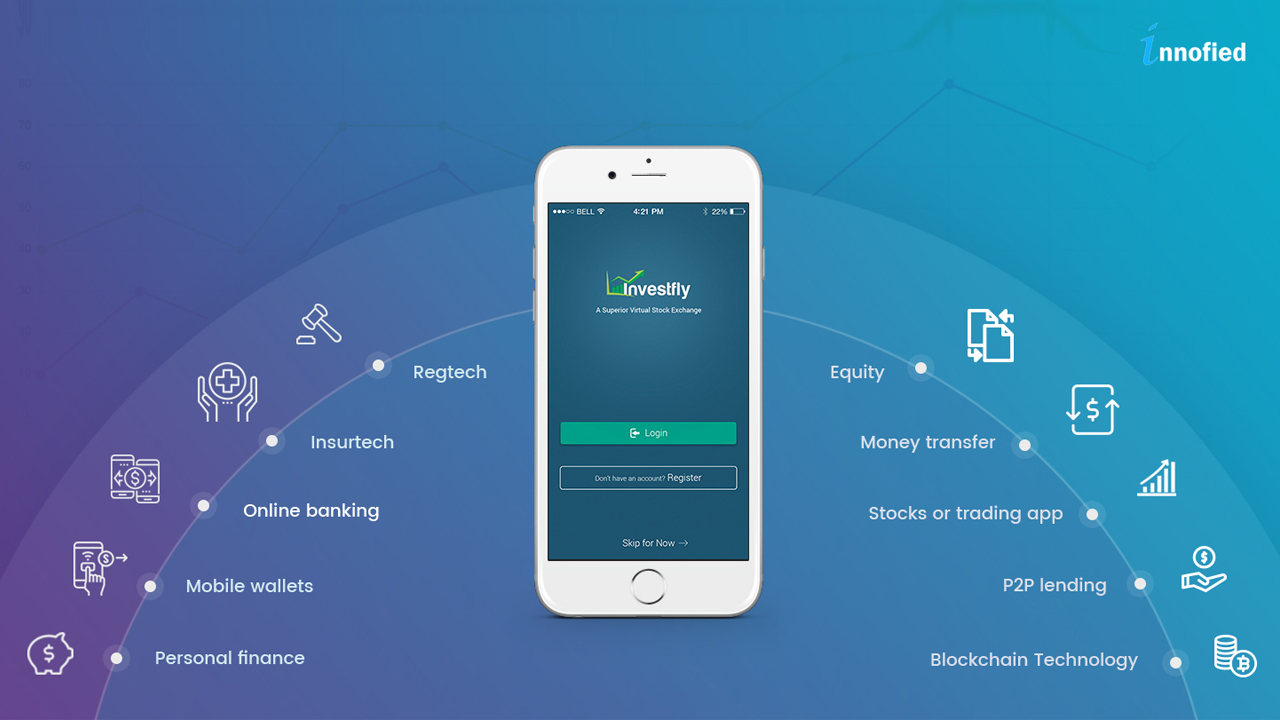 innofied
BELL 4:21 PM 22%
Investfly
A Superior Virtual Stock Exchange
Login
Don't have an account? Register
Skip for Now →
Regtech
Insurtech
Online banking
Mobile wallets
Personal finance
Equity
Money transfer
Stocks or trading app
P2P lending
Blockchain Technology